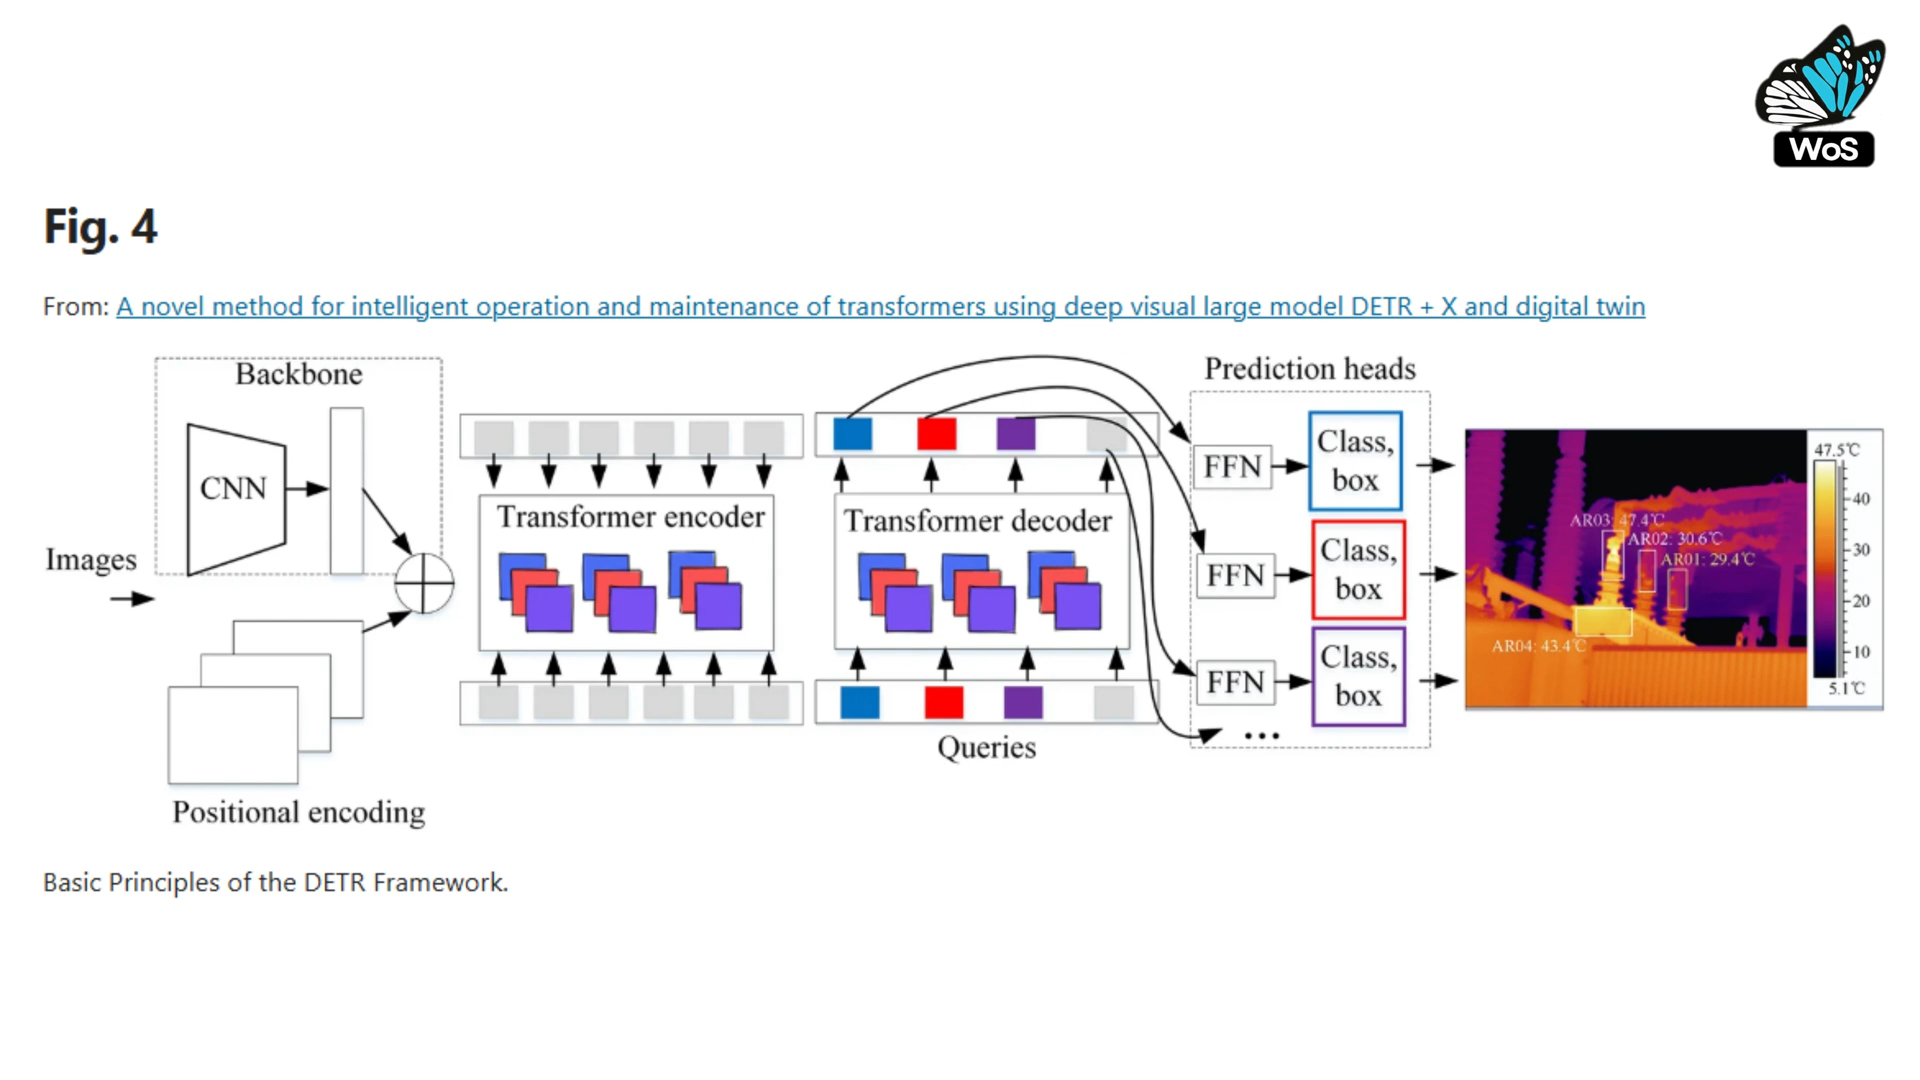 WoS
Fig. 4
From: A novel method for intelligent operation and maintenance of transformers using deep visual large model DETR + X and digital twin
Backbone
CNN
Images
Positional encoding
Transformer encoder
Transformer decoder
Queries
Prediction heads
FFN
Class,
box
FFN
Class,
box
FFN
Class,
box
...
AR03: 47.4℃
AR02: 30.6℃
AR01: 29.4℃
AR04: 43.4℃
47.5℃
40
30
20
10
5.1℃
Basic Principles of the DETR Framework.